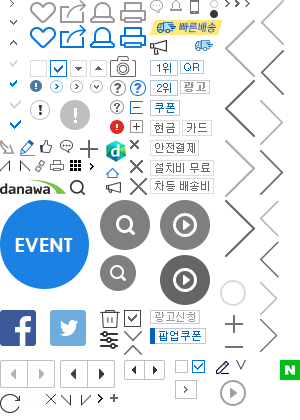 빠른배송
1위 QR
2위 광고
쿠폰
현금 카드
안전결제
설치비 무료
차등 배송비
danawa
EVENT
광고신청
팝업쿠폰
N